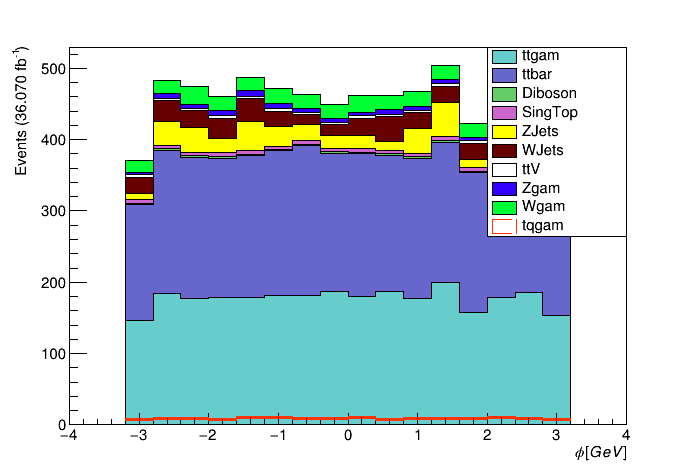 Events (36.070 fb⁻¹)
500
400
300
200
100
0
ttgam
ttbar
Diboson
SingTop
ZJets
WJets
ttV
Zgam
Wgam
tqgam
−4 −3 −2 −1 0 1 2 3 4
ϕ[GeV]